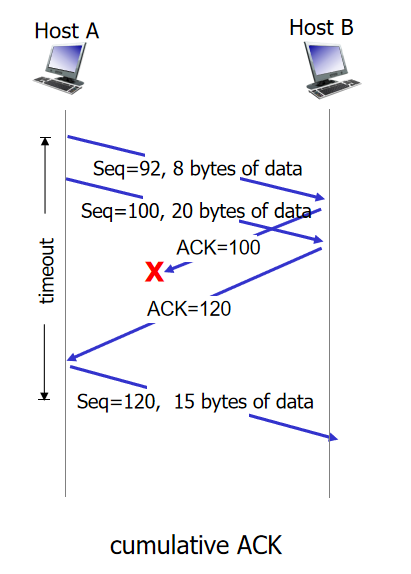 Host A
Host B
Seq=92, 8 bytes of data
Seq=100, 20 bytes of data
ACK=100
X
timeout
ACK=120
Seq=120,  15 bytes of data
cumulative ACK